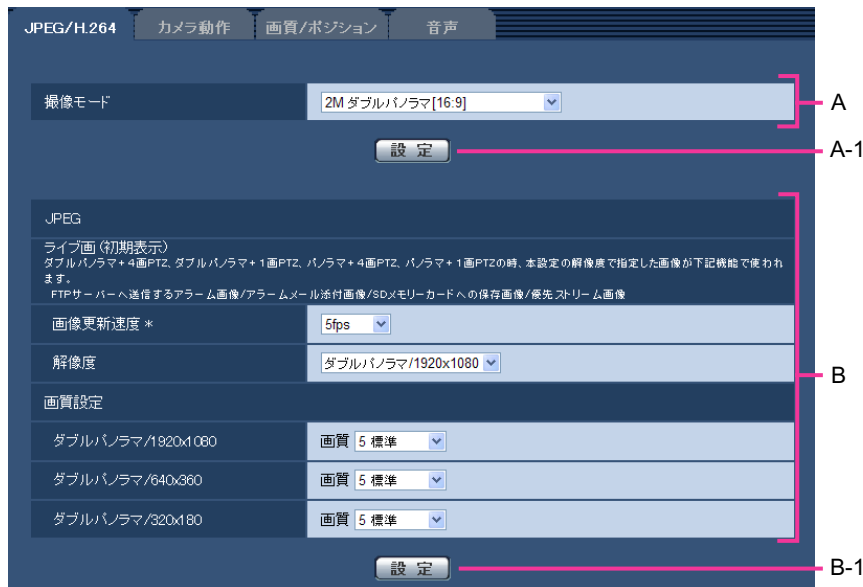 JPEG/H.264 カメラ動作 画質/ポジション 音声
撮像モード 2M ダブルパノラマ[16:9] A
設定 A-1
JPEG
ライブ画(初期表示)
ダブルパノラマ+4画PTZ、ダブルパノラマ+1画PTZ、パノラマ+4画PTZ、パノラマ+1画PTZの時、本設定の解像度で指定した画像が下記機能で使われ
ます。
FTPサーバーへ送信するアラーム画像/アラームメール添付画像/SDメモリーカードへの保存画像/優先ストリーム画像
画像更新速度 * 5fps
解像度 ダブルパノラマ/1920x1080
B
画質設定
ダブルパノラマ/1920x1080 画質 5 標準
ダブルパノラマ/640x360 画質 5 標準
ダブルパノラマ/320x180 画質 5 標準
設定 B-1